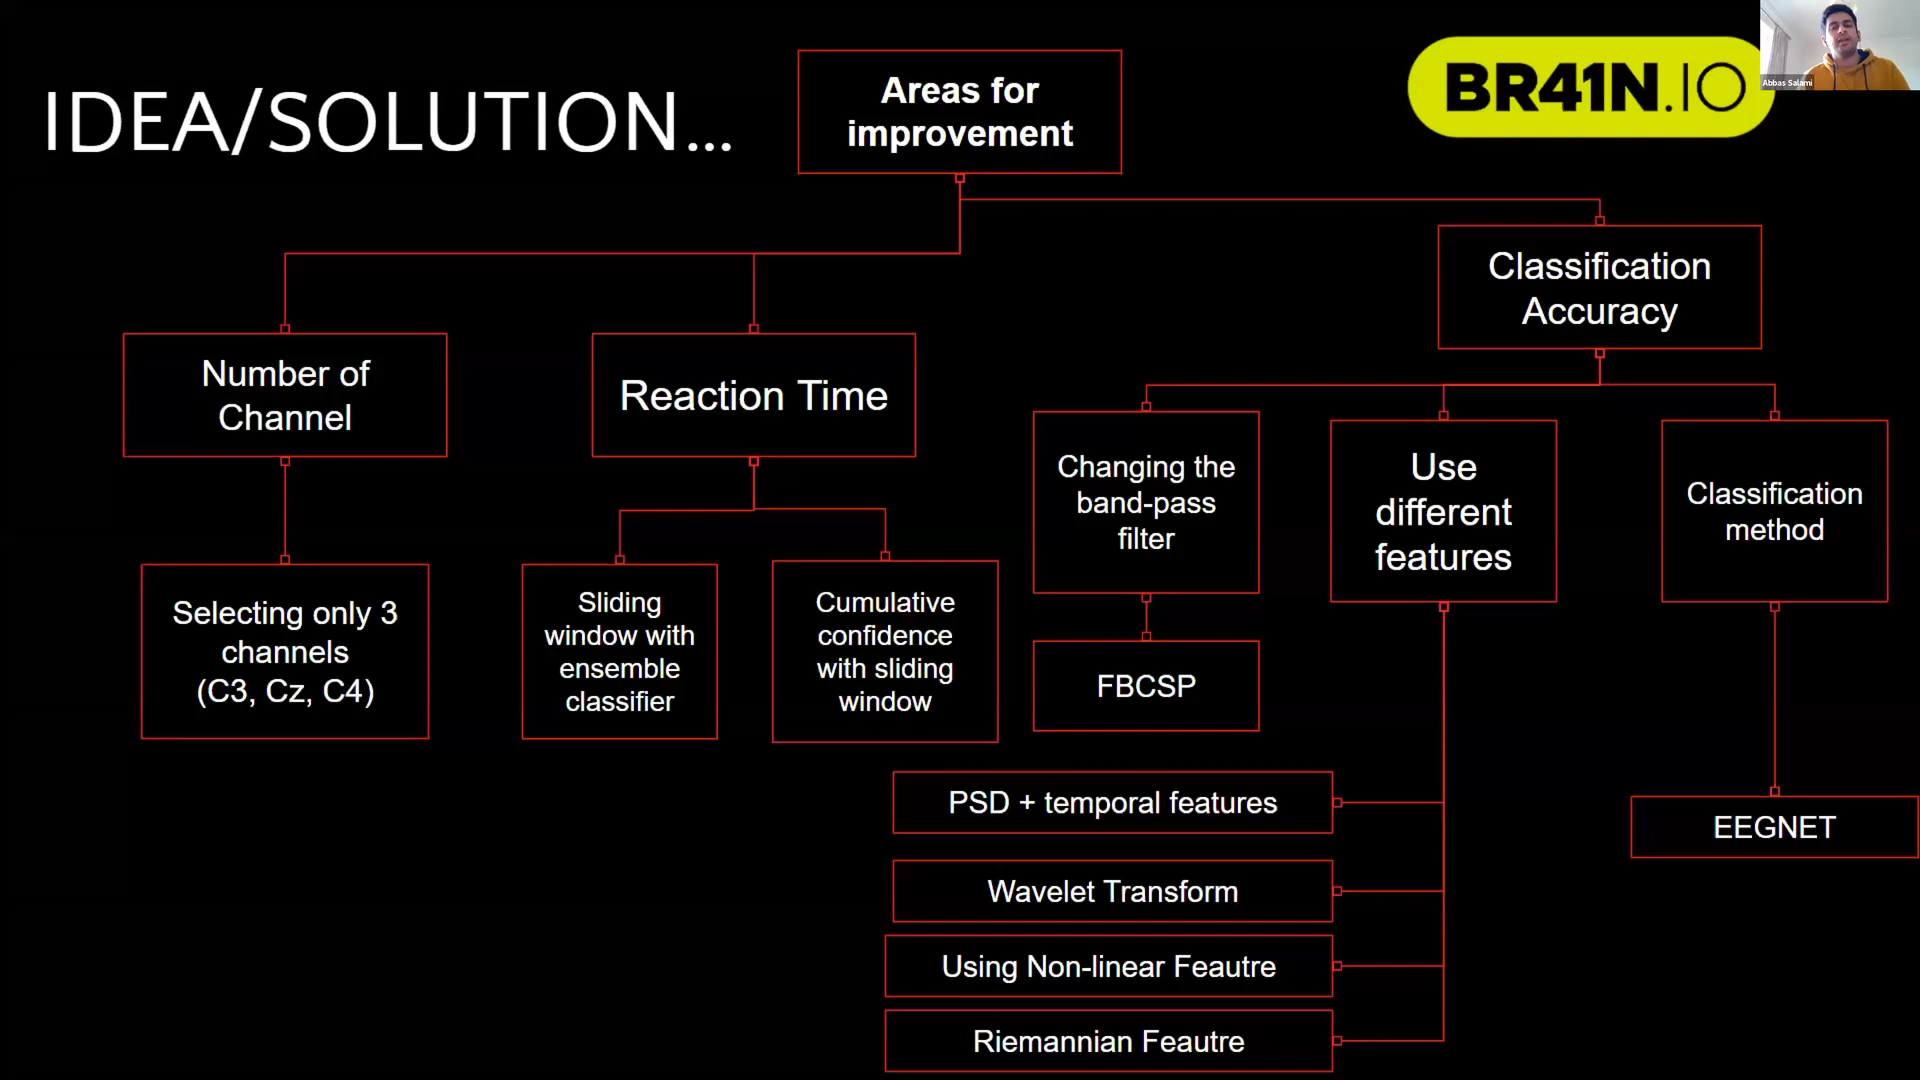 IDEA/SOLUTION...
Areas for
improvement
BR41N.IO
Abbas Salami
Classification
Accuracy
Number of
Channel
Reaction Time
Changing the
band-pass
filter
Use
different
features
Classification
method
Selecting only 3
channels
(C3, Cz, C4)
Sliding
window with
ensemble
classifier
Cumulative
confidence
with sliding
window
FBCSP
PSD + temporal features
Wavelet Transform
Using Non-linear Feautre
Riemannian Feautre
EEGNET